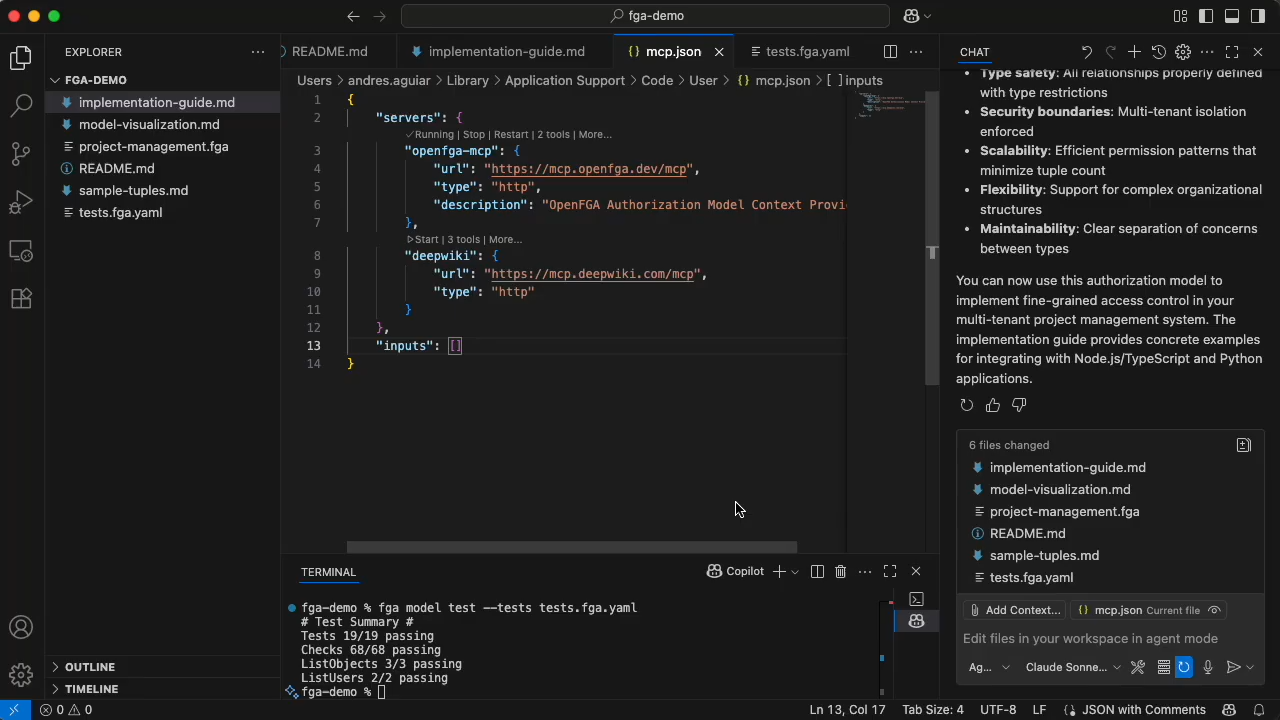 fga-demo
EXPLORER
FGA-DEMO
implementation-guide.md
model-visualization.md
project-management.fga
README.md
sample-tuples.md
tests.fga.yaml
OUTLINE
TIMELINE
README.md
implementation-guide.md
mcp.json
tests.fga.yaml
Users > andres.aguiar > Library > Application Support > Code > User > {} mcp.json > [ ] inputs
1 {
2 "servers": {
✓Running | Stop | Restart | 2 tools | More...
3 "openfga-mcp": {
4 "url": "https://mcp.openfga.dev/mcp",
5 "type": "http",
6 "description": "OpenFGA Authorization Model Context Provi
7 },
▷Start | 3 tools | More...
8 "deepwiki": {
9 "url": "https://mcp.deepwiki.com/mcp",
10 "type": "http"
11 }
12 },
13 "inputs": []
14 }
TERMINAL
Copilot
fga-demo % fga model test --tests tests.fga.yaml
# Test Summary #
Tests 19/19 passing
Checks 68/68 passing
ListObjects 3/3 passing
ListUsers 2/2 passing
fga-demo %
CHAT
• Type safety: All relationships properly defined
with type restrictions
• Security boundaries: Multi-tenant isolation
enforced
• Scalability: Efficient permission patterns that
minimize tuple count
• Flexibility: Support for complex organizational
structures
• Maintainability: Clear separation of concerns
between types
You can now use this authorization model to
implement fine-grained access control in your
multi-tenant project management system. The
implementation guide provides concrete examples
for integrating with Node.js/TypeScript and Python
applications.
6 files changed
implementation-guide.md
model-visualization.md
project-management.fga
README.md
sample-tuples.md
tests.fga.yaml
Add Context...
{} mcp.json Current file
Edit files in your workspace in agent mode
Ag...
Claude Sonne...
0 0
Ln 13, Col 17
Tab Size: 4
UTF-8
LF
{} JSON with Comments